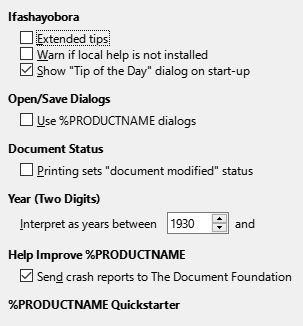 Ifashayobora
Extended tips
Warn if local help is not installed
Show "Tip of the Day" dialog on start-up
Open/Save Dialogs
Use %PRODUCTNAME dialogs
Document Status
Printing sets "document modified" status
Year (Two Digits)
Interpret as years between 1930 and
Help Improve %PRODUCTNAME
Send crash reports to The Document Foundation
%PRODUCTNAME Quickstarter